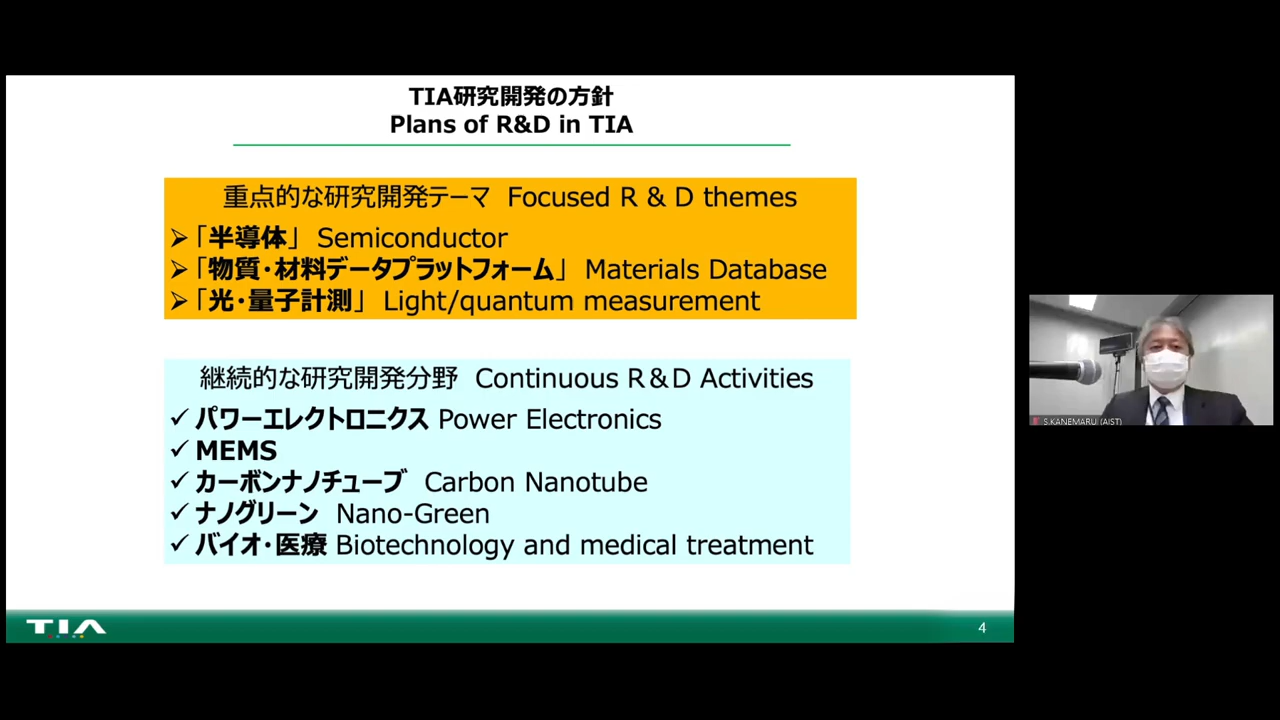 TIA研究開発の方針
Plans of R&D in TIA
重点的な研究開発テーマ Focused R & D themes
➢「半導体」 Semiconductor
➢「物質・材料データプラットフォーム」 Materials Database
➢「光・量子計測」 Light/quantum measurement
継続的な研究開発分野 Continuous R&D Activities
✓パワーエレクトロニクス Power Electronics
✓MEMS
✓カーボンナノチューブ Carbon Nanotube
✓ナノグリーン Nano-Green
✓バイオ・医療 Biotechnology and medical treatment
TIA
4
S.KANEMARU (AIST)